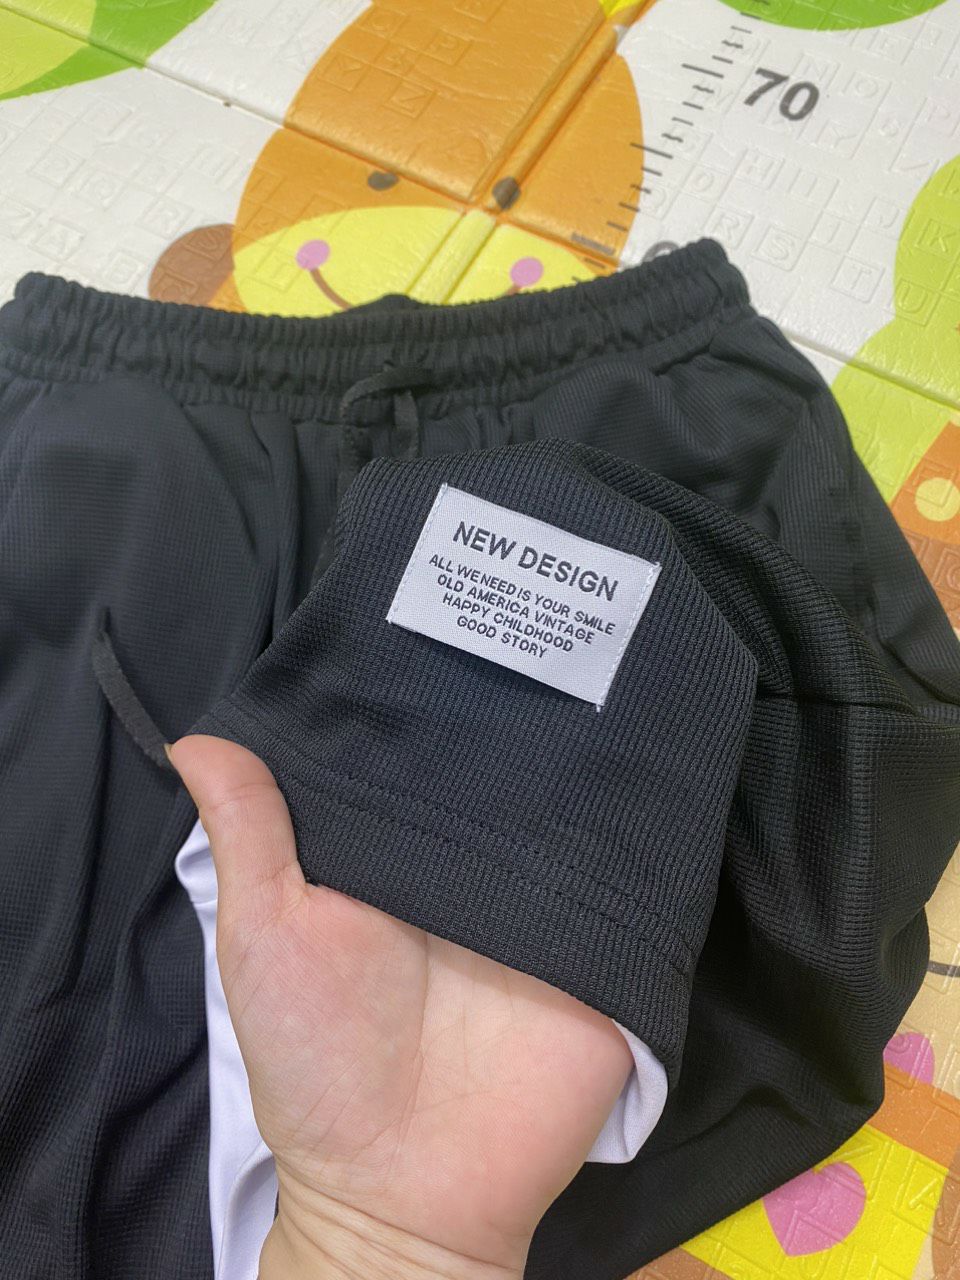 70
NEW DESIGN
ALL WE NEED IS YOUR SMILE
OLD AMERICA VINTAGE
HAPPY CHILDHOOD
GOOD STORY